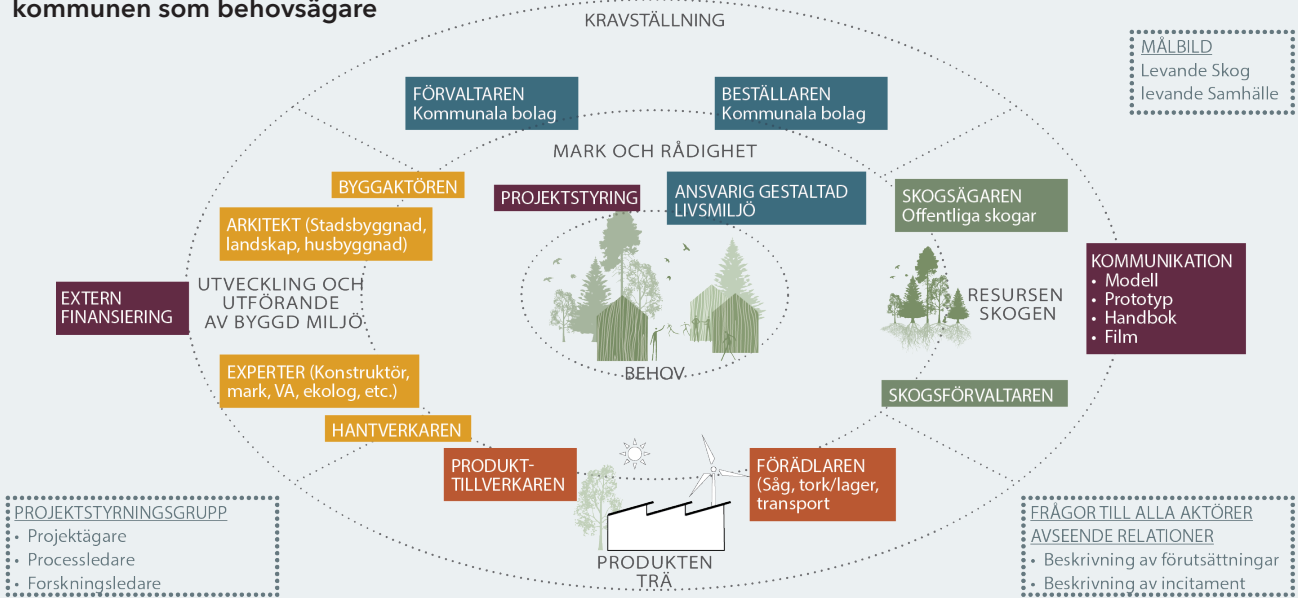 kommunen som behovsägare
KRAVSTÄLLNING
MÅLBILD
Levande Skog
levande Samhälle
FÖRVALTAREN
Kommunala bolag
BESTÄLLAREN
Kommunala bolag
MARK OCH RÅDIGHET
BYGGAKTÖREN
PROJEKTSTYRING
ANSVARIG GESTALTAD
LIVSMILJÖ
SKOGSÄGAREN
Offentliga skogar
ARKITEKT (Stadsbyggnad,
landskap, husbyggnad)
EXTERN
FINANSIERING
UTVECKLING OCH
UTFÖRANDE
AV BYGGD MILJÖ
RESURSEN
SKOGEN
KOMMUNIKATION
• Modell
• Prototyp
• Handbok
• Film
BEHOV
EXPERTER (Konstruktör,
mark, VA, ekolog, etc.)
SKOGSFÖRVALTAREN
HANTVERKAREN
PRODUKT-
TILLVERKAREN
FÖRÄDLAREN
(Såg, tork/lager,
transport
PRODUKTEN
TRÄ
PROJEKTSTYRNINGSGRUPP
• Projektägare
• Processledare
• Forskningsledare
FRÅGOR TILL ALLA AKTÖRER
AVSEENDE RELATIONER
• Beskrivning av förutsättningar
• Beskrivning av incitament